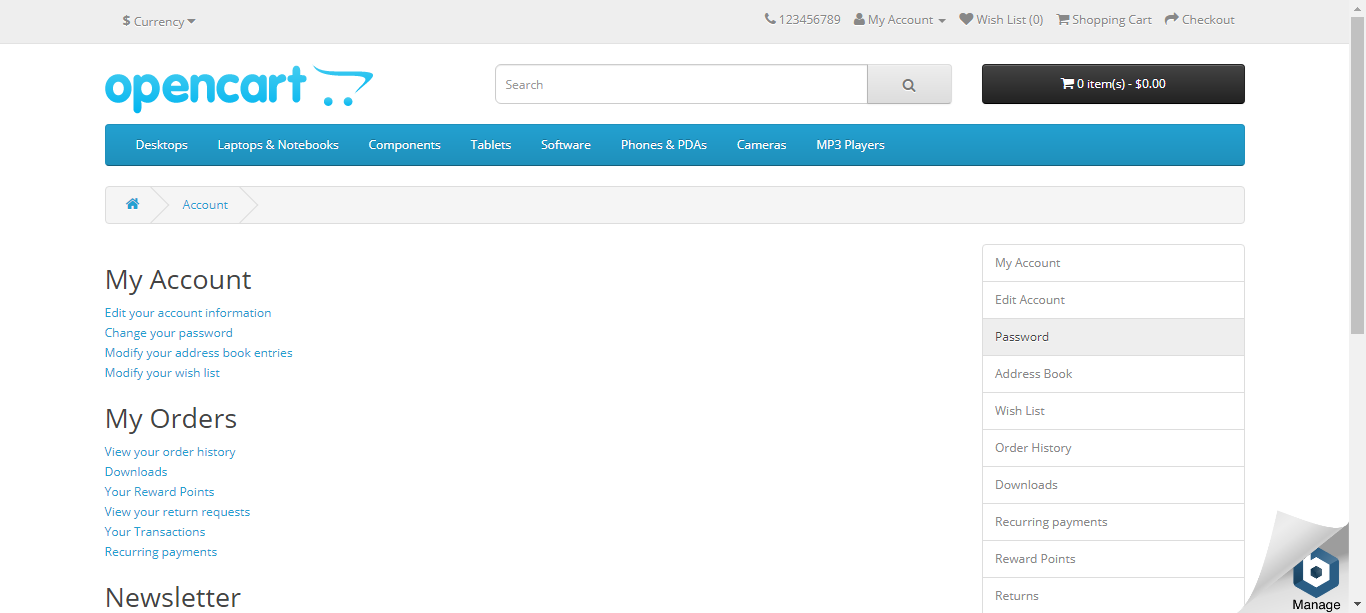 $ Currency
123456789 My Account Wish List (0) Shopping Cart Checkout
opencart
Search
0 item(s) - $0.00
Desktops Laptops & Notebooks Components Tablets Software Phones & PDAs Cameras MP3 Players
Account
My Account
Edit your account information
Change your password
Modify your address book entries
Modify your wish list
My Orders
View your order history
Downloads
Your Reward Points
View your return requests
Your Transactions
Recurring payments
Newsletter
My Account
Edit Account
Password
Address Book
Wish List
Order History
Downloads
Recurring payments
Reward Points
Returns
Manage